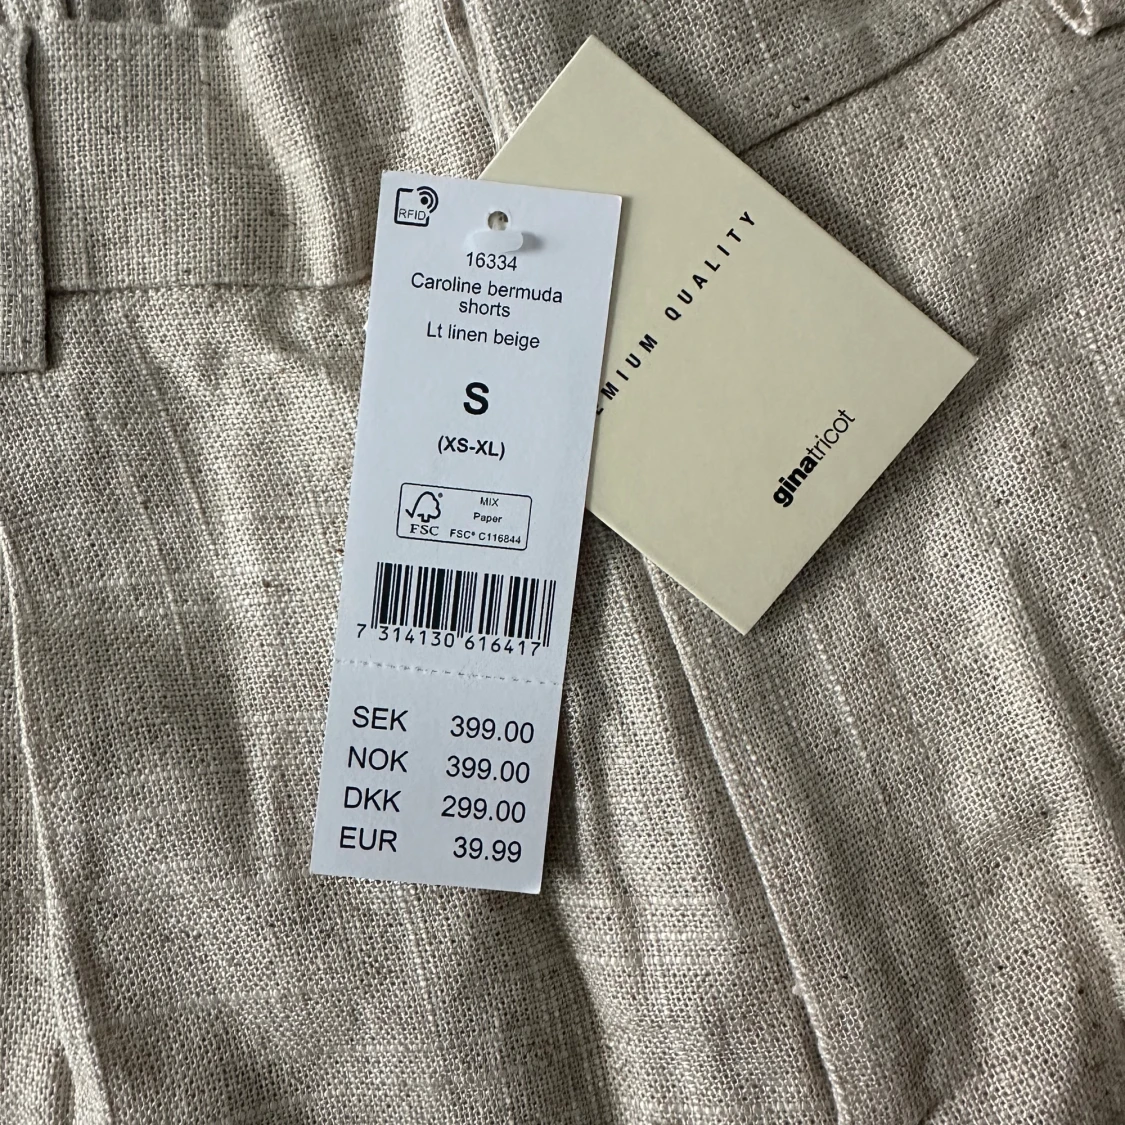 RFID
16334
Caroline bermuda
shorts
Lt linen beige
S
(XS-XL)
FSC®
MIX
Paper
FSC® C116844
7 314130 616417
SEK 399.00
NOK 399.00
DKK 299.00
EUR 39.99
QUALITY
ginatricot